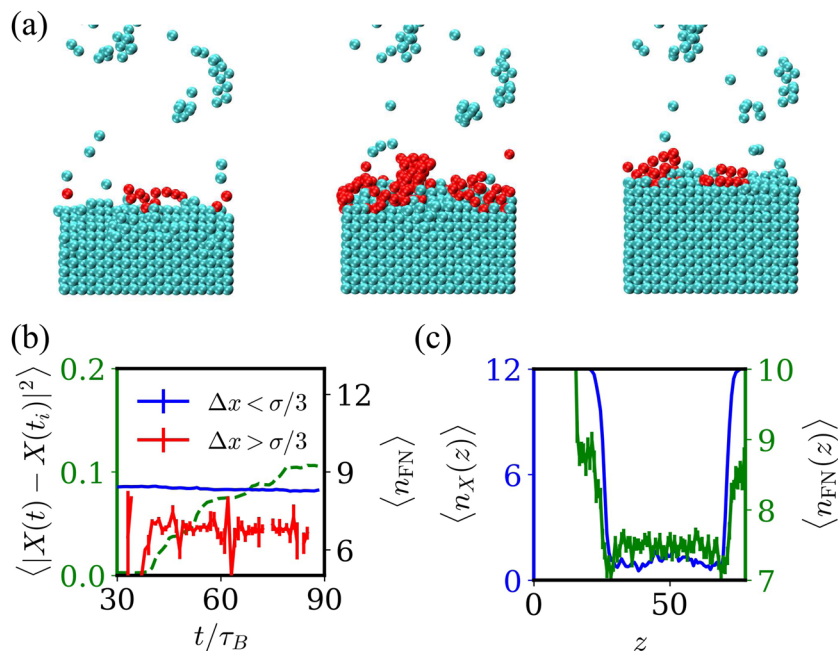 (a)
(b)
(c)
⟨|X(t) − X(t_i)|^2⟩
0.2
0.1
0.0
Δx < σ/3
Δx > σ/3
12
9
6
⟨n_FN⟩
30
60
90
t/τ_B
⟨n_X(z)⟩
12
6
0
10
9
8
7
⟨n_FN(z)⟩
0
50
z